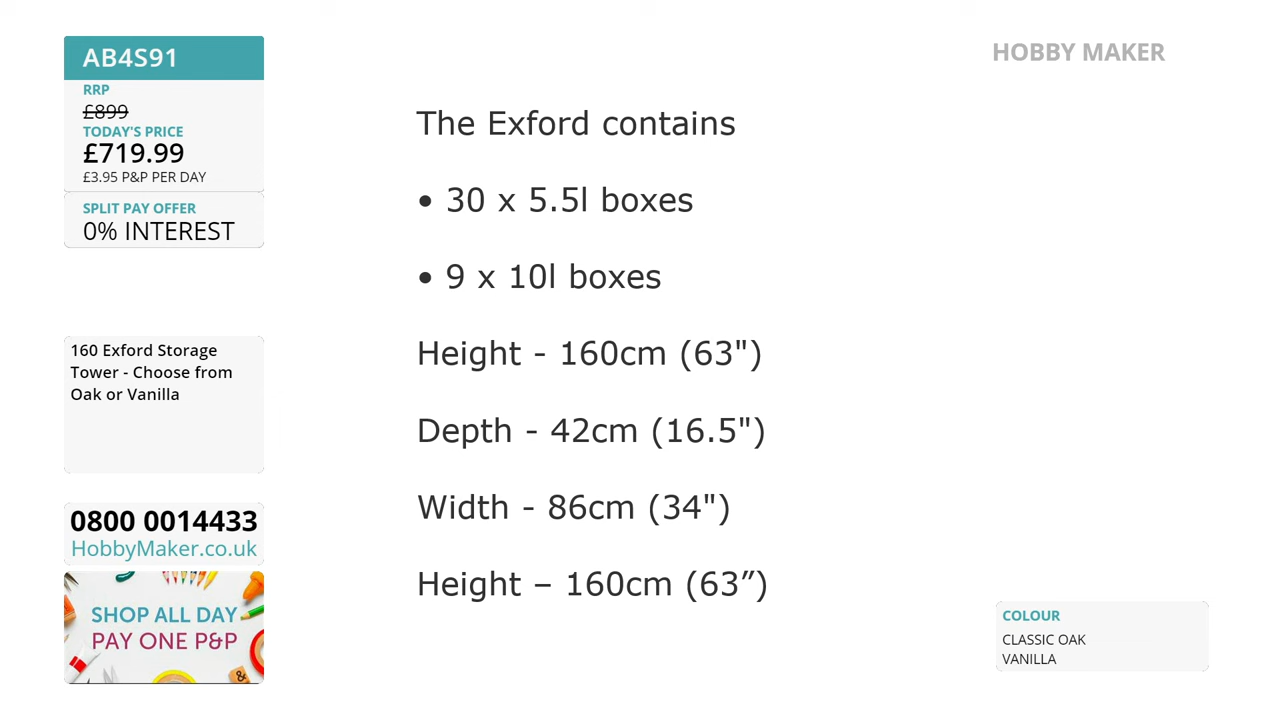 AB4S91
RRP
£899
TODAY'S PRICE
£719.99
£3.95 P&P PER DAY
SPLIT PAY OFFER
0% INTEREST
160 Exford Storage
Tower - Choose from
Oak or Vanilla
0800 0014433
HobbyMaker.co.uk
SHOP ALL DAY
PAY ONE P&P
&
HOBBY MAKER
The Exford contains
• 30 x 5.5l boxes
• 9 x 10l boxes
Height - 160cm (63")
Depth - 42cm (16.5")
Width - 86cm (34")
Height – 160cm (63”)
COLOUR
CLASSIC OAK
VANILLA